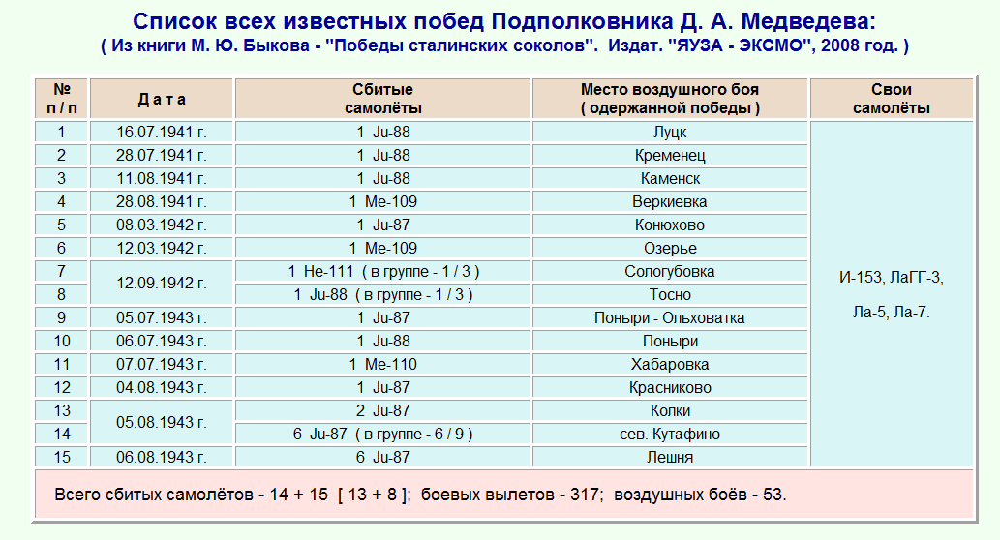 Список всех известных побед Подполковника Д. А. Медведева:
( Из книги М. Ю. Быкова - "Победы сталинских соколов". Издат. "ЯУЗА - ЭКСМО", 2008 год. )
№ п / п Д а т а Сбитые самолёты Место воздушного боя ( одержанной победы ) Свои самолёты
1 16.07.1941 г. 1 Ju-88 Луцк
2 28.07.1941 г. 1 Ju-88 Кременец
3 11.08.1941 г. 1 Ju-88 Каменск
4 28.08.1941 г. 1 Ме-109 Веркиевка
5 08.03.1942 г. 1 Ju-87 Конюхово
6 12.03.1942 г. 1 Ме-109 Озерье
7 12.09.1942 г. 1 Не-111 ( в группе - 1 / 3 ) Сологубовка
8 1 Ju-88 ( в группе - 1 / 3 ) Тосно
9 05.07.1943 г. 1 Ju-87 Поныри - Ольховатка
10 06.07.1943 г. 1 Ju-88 Поныри
11 07.07.1943 г. 1 Ме-110 Хабаровка
12 04.08.1943 г. 1 Ju-87 Красниково
13 05.08.1943 г. 2 Ju-87 Колки
14 6 Ju-87 ( в группе - 6 / 9 ) сев. Кутафино
15 06.08.1943 г. 6 Ju-87 Лешня
И-153, ЛаГГ-3,
Ла-5, Ла-7.
Всего сбитых самолётов - 14 + 15 [ 13 + 8 ]; боевых вылетов - 317; воздушных боёв - 53.